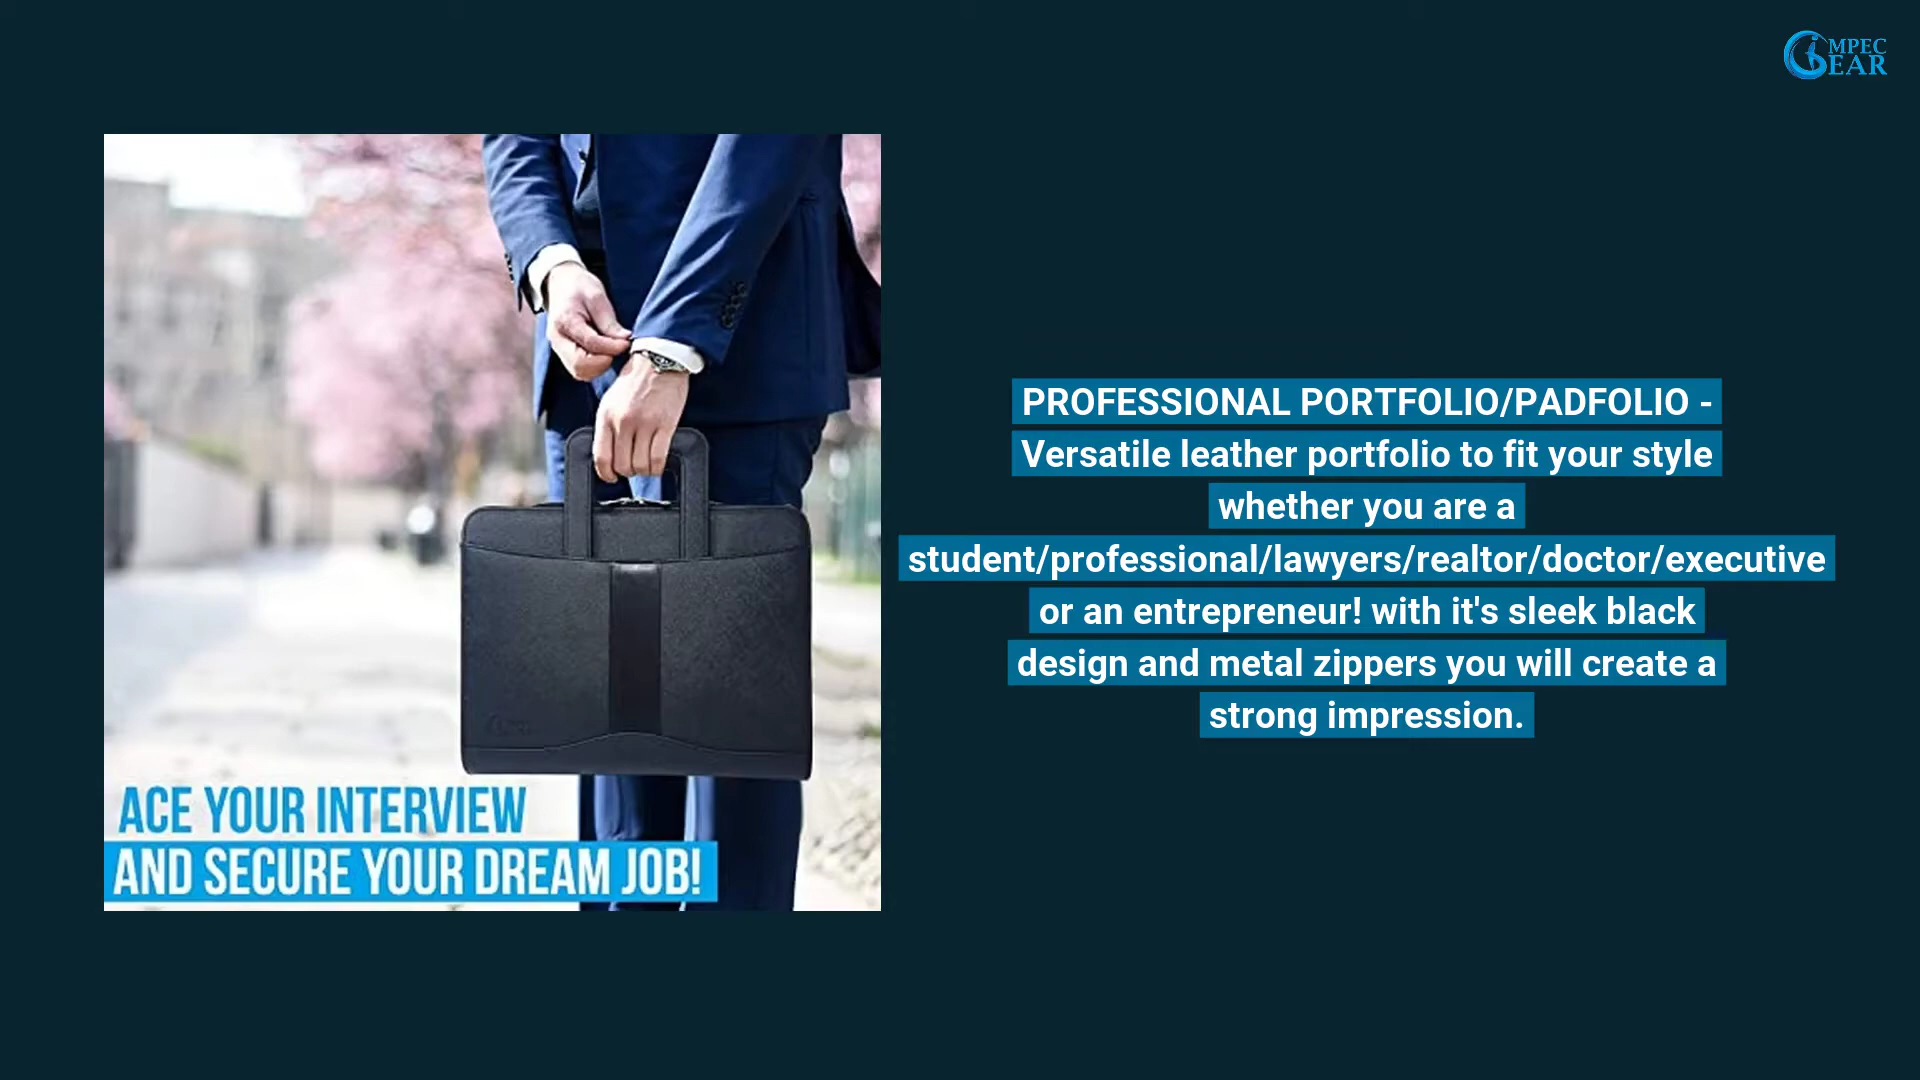 MPEC
GEAR
ACE YOUR INTERVIEW
AND SECURE YOUR DREAM JOB!
PROFESSIONAL PORTFOLIO/PADFOLIO -
Versatile leather portfolio to fit your style
whether you are a
student/professional/lawyers/realtor/doctor/executive
or an entrepreneur! with it's sleek black
design and metal zippers you will create a
strong impression.